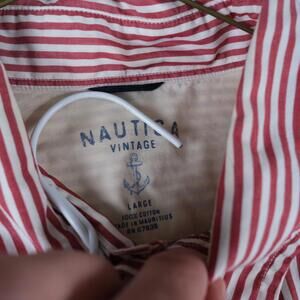 NAUTICA
VINTAGE
LARGE
100% COTTON
MADE IN MAURITIUS